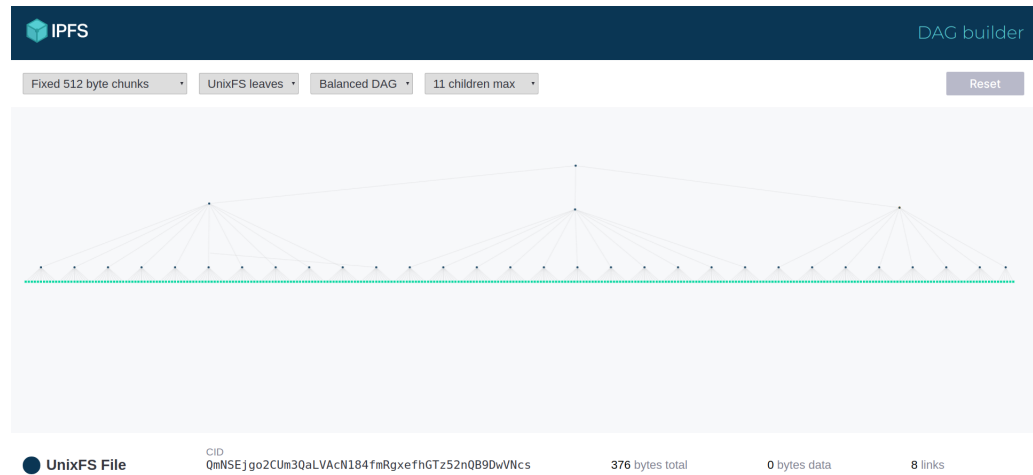 IPFS
DAG builder
Fixed 512 byte chunks
UnixFS leaves
Balanced DAG
11 children max
Reset
UnixFS File
CID
QmNSEjgo2CUm3QaLVAcN184fmRgxefhGTz52nQB9DwVNcs
376 bytes total
0 bytes data
8 links